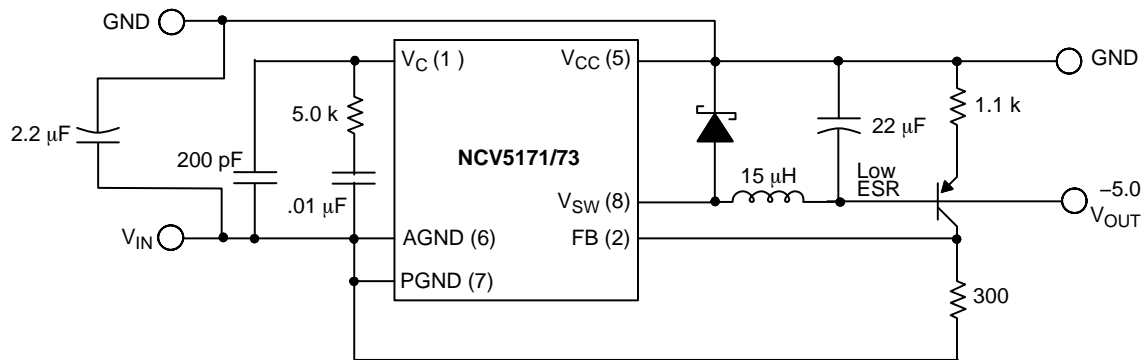 GND
V_C (1 )
V_CC (5)
GND
5.0 k
1.1 k
2.2 μF
22 μF
200 pF
NCV5171/73
15 μH
Low
ESR
.01 μF
V_SW (8)
−5.0
V_OUT
V_IN
AGND (6)
FB (2)
PGND (7)
300